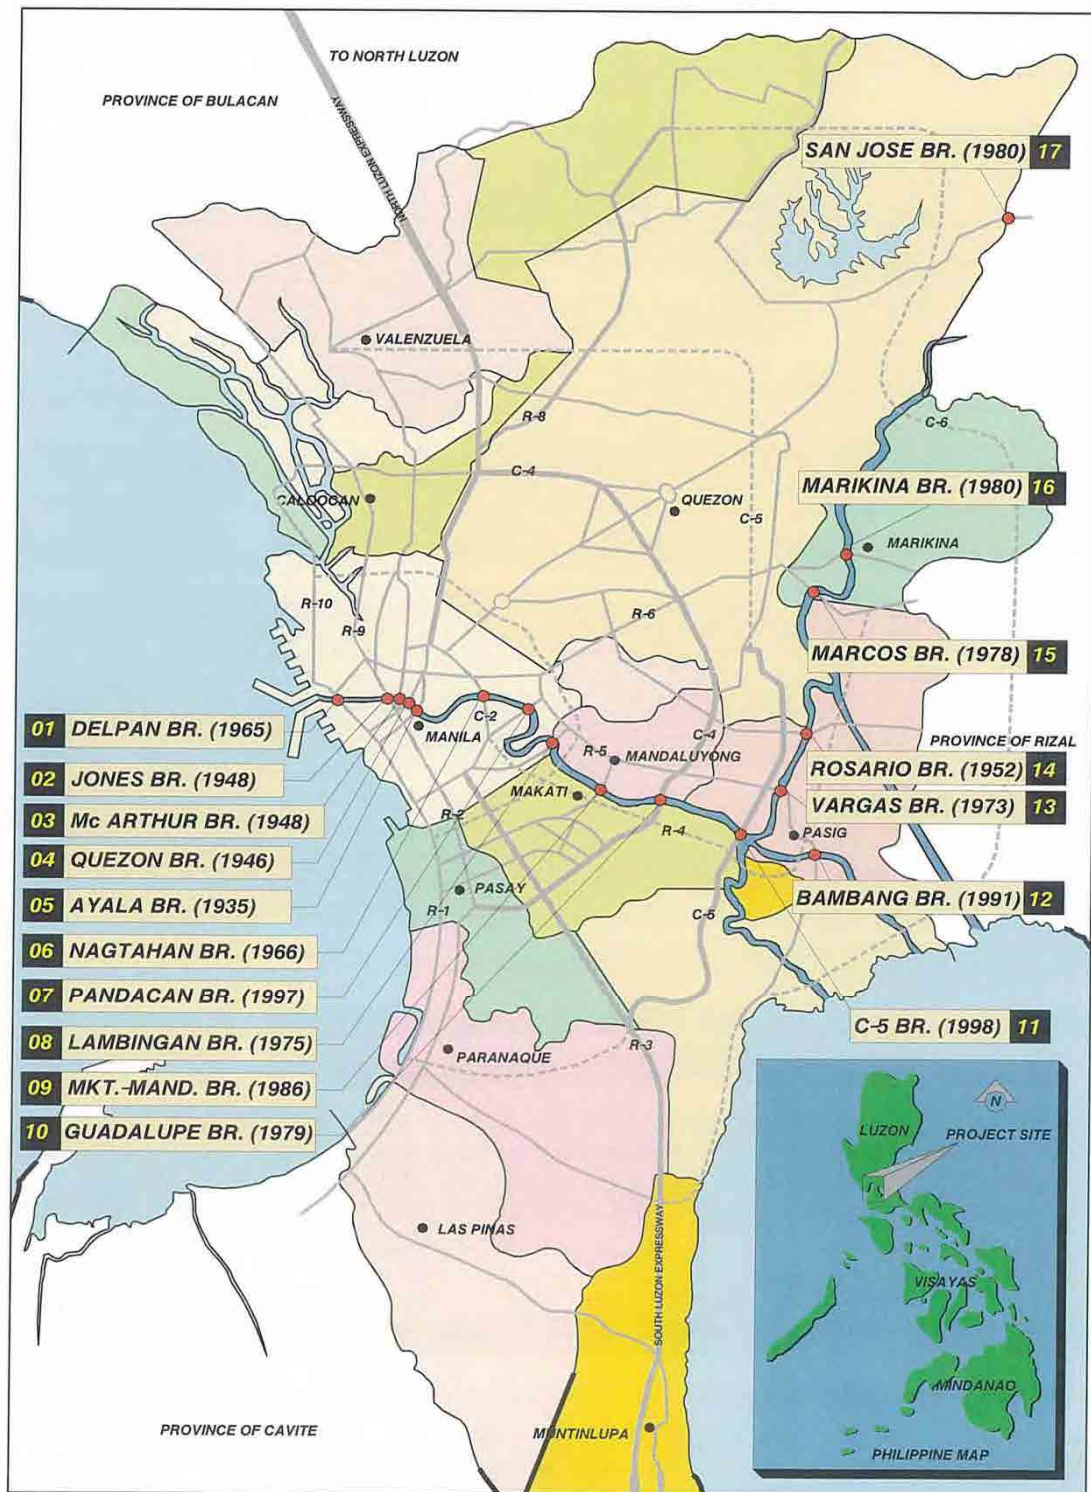 TO NORTH LUZON
PROVINCE OF BULACAN
NORTH LUZON EXPRESSWAY
SAN JOSE BR. (1980) 17
VALENZUELA
R-8
C-6
C-4
MARIKINA BR. (1980) 16
CALOOCAN
QUEZON
C-5
MARIKINA
R-10
R-9
R-6
MARCOS BR. (1978) 15
01 DELPAN BR. (1965)
C-2
MANILA
C-4
R-5
MANDALUYONG
PROVINCE OF RIZAL
ROSARIO BR. (1952) 14
02 JONES BR. (1948)
MAKATI
VARGAS BR. (1973) 13
03 Mc ARTHUR BR. (1948)
R-2
R-4
PASIG
04 QUEZON BR. (1946)
PASAY
BAMBANG BR. (1991) 12
05 AYALA BR. (1935)
R-1
C-5
06 NAGTAHAN BR. (1966)
07 PANDACAN BR. (1997)
C-5 BR. (1998) 11
08 LAMBINGAN BR. (1975)
PARANAQUE
R-3
09 MKT.-MAND. BR. (1986)
10 GUADALUPE BR. (1979)
N
LUZON
PROJECT SITE
LAS PINAS
SOUTH LUZON EXPRESSWAY
VISAYAS
MINDANAO
PROVINCE OF CAVITE
MUNTINLUPA
PHILIPPINE MAP